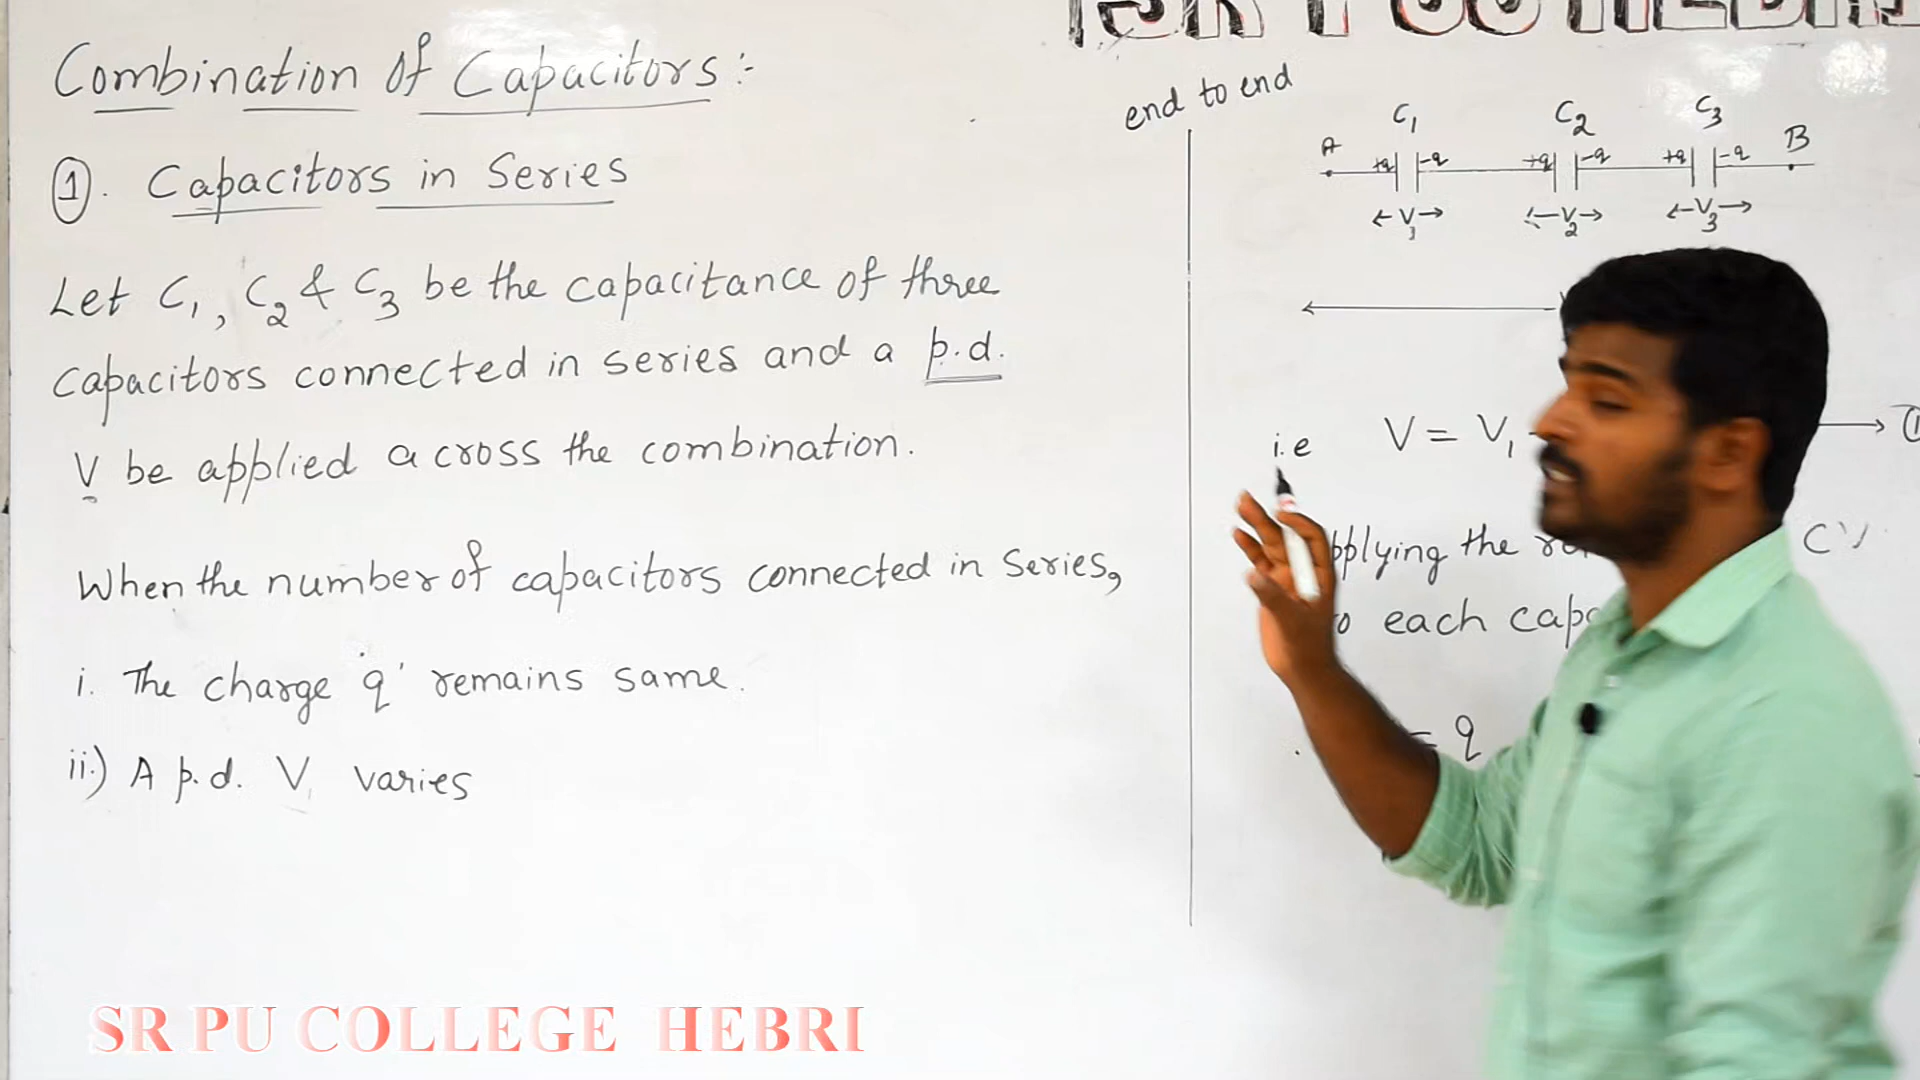 Combination of Capacitors:-
1. Capacitors in Series
Let C1, C2 & C3 be the capacitance of three
capacitors connected in series and a p.d.
V be applied across the combination.
When the number of capacitors connected in Series,
i. The charge 'q' remains same.
ii.) A p.d. V varies
SR PU COLLEGE HEBRI
end to end
C1 C2 C3
A +q -q +q -q +q -q B
V1 V2 V3
i.e V = V1
the
each
= q